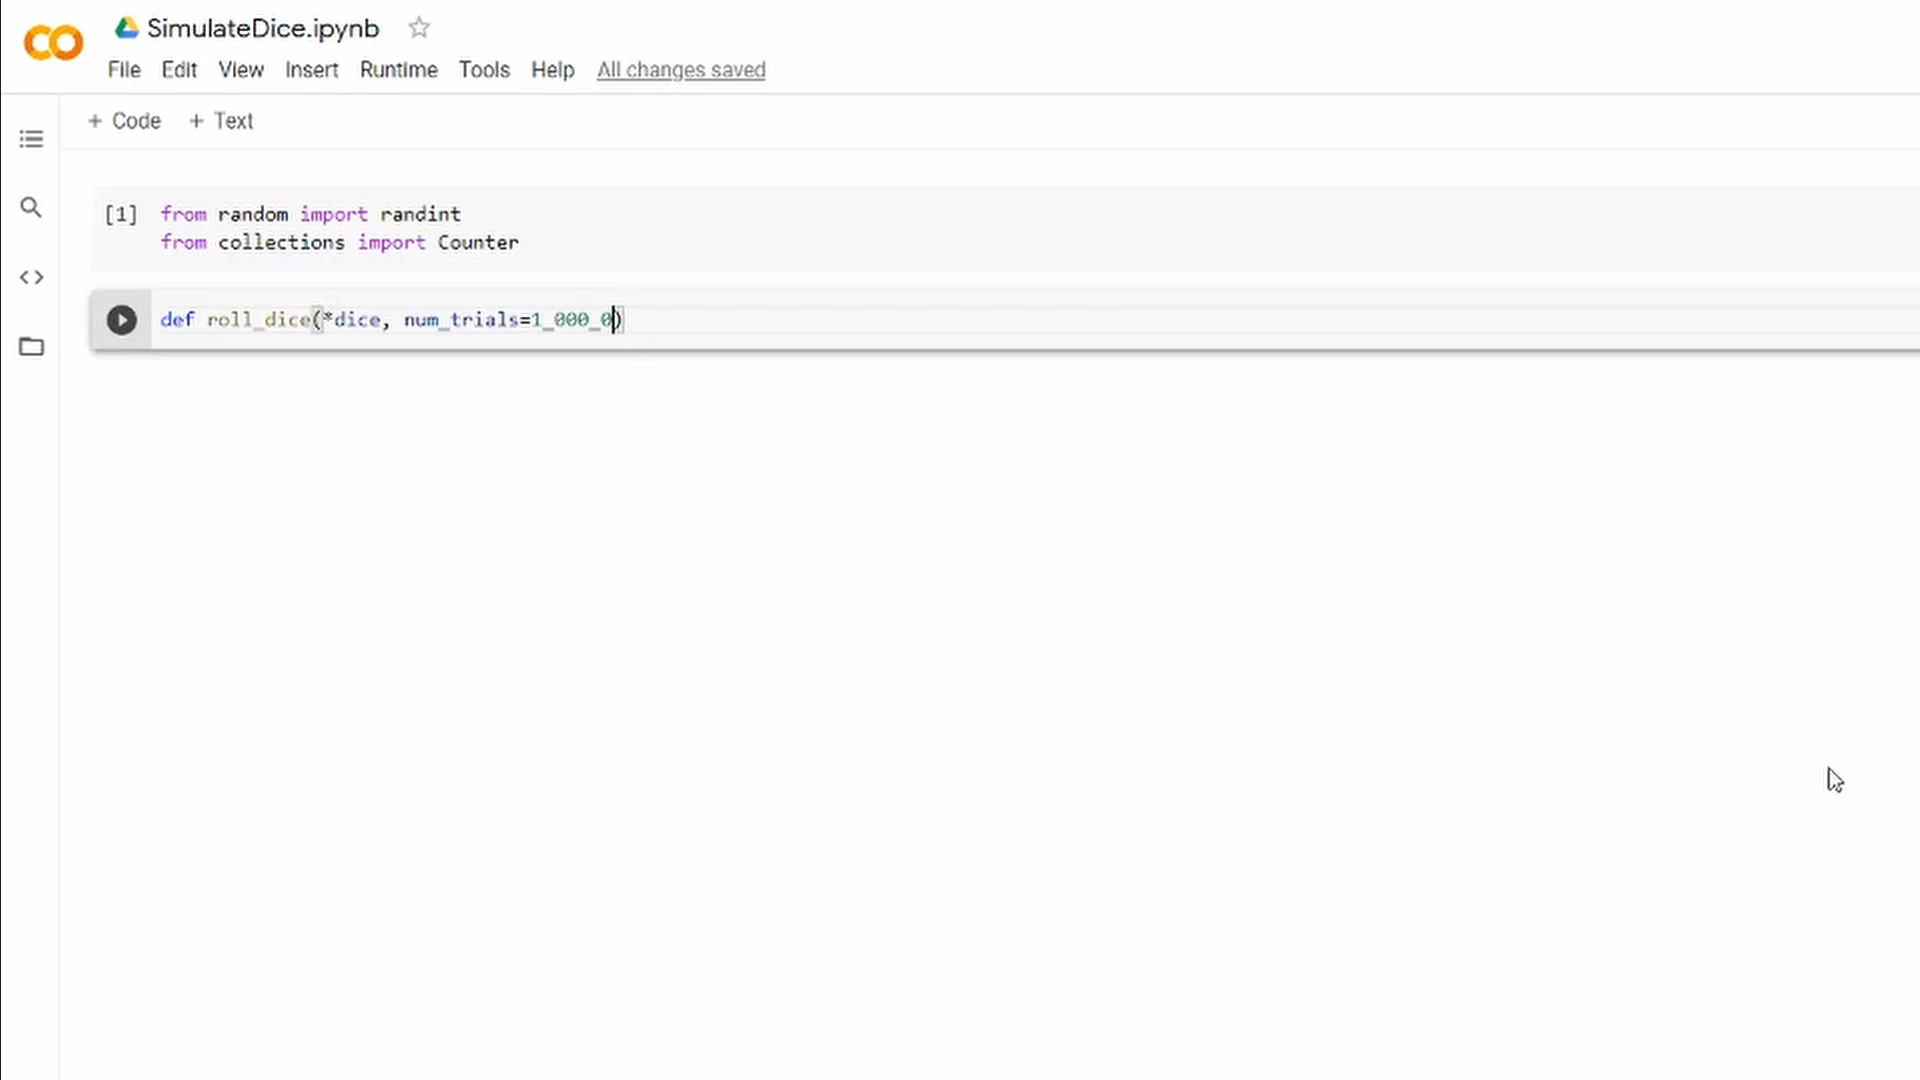 SimulateDice.ipynb
File Edit View Insert Runtime Tools Help All changes saved
+ Code + Text
[1] from random import randint
from collections import Counter
def roll_dice(*dice, num_trials=1_000_0)